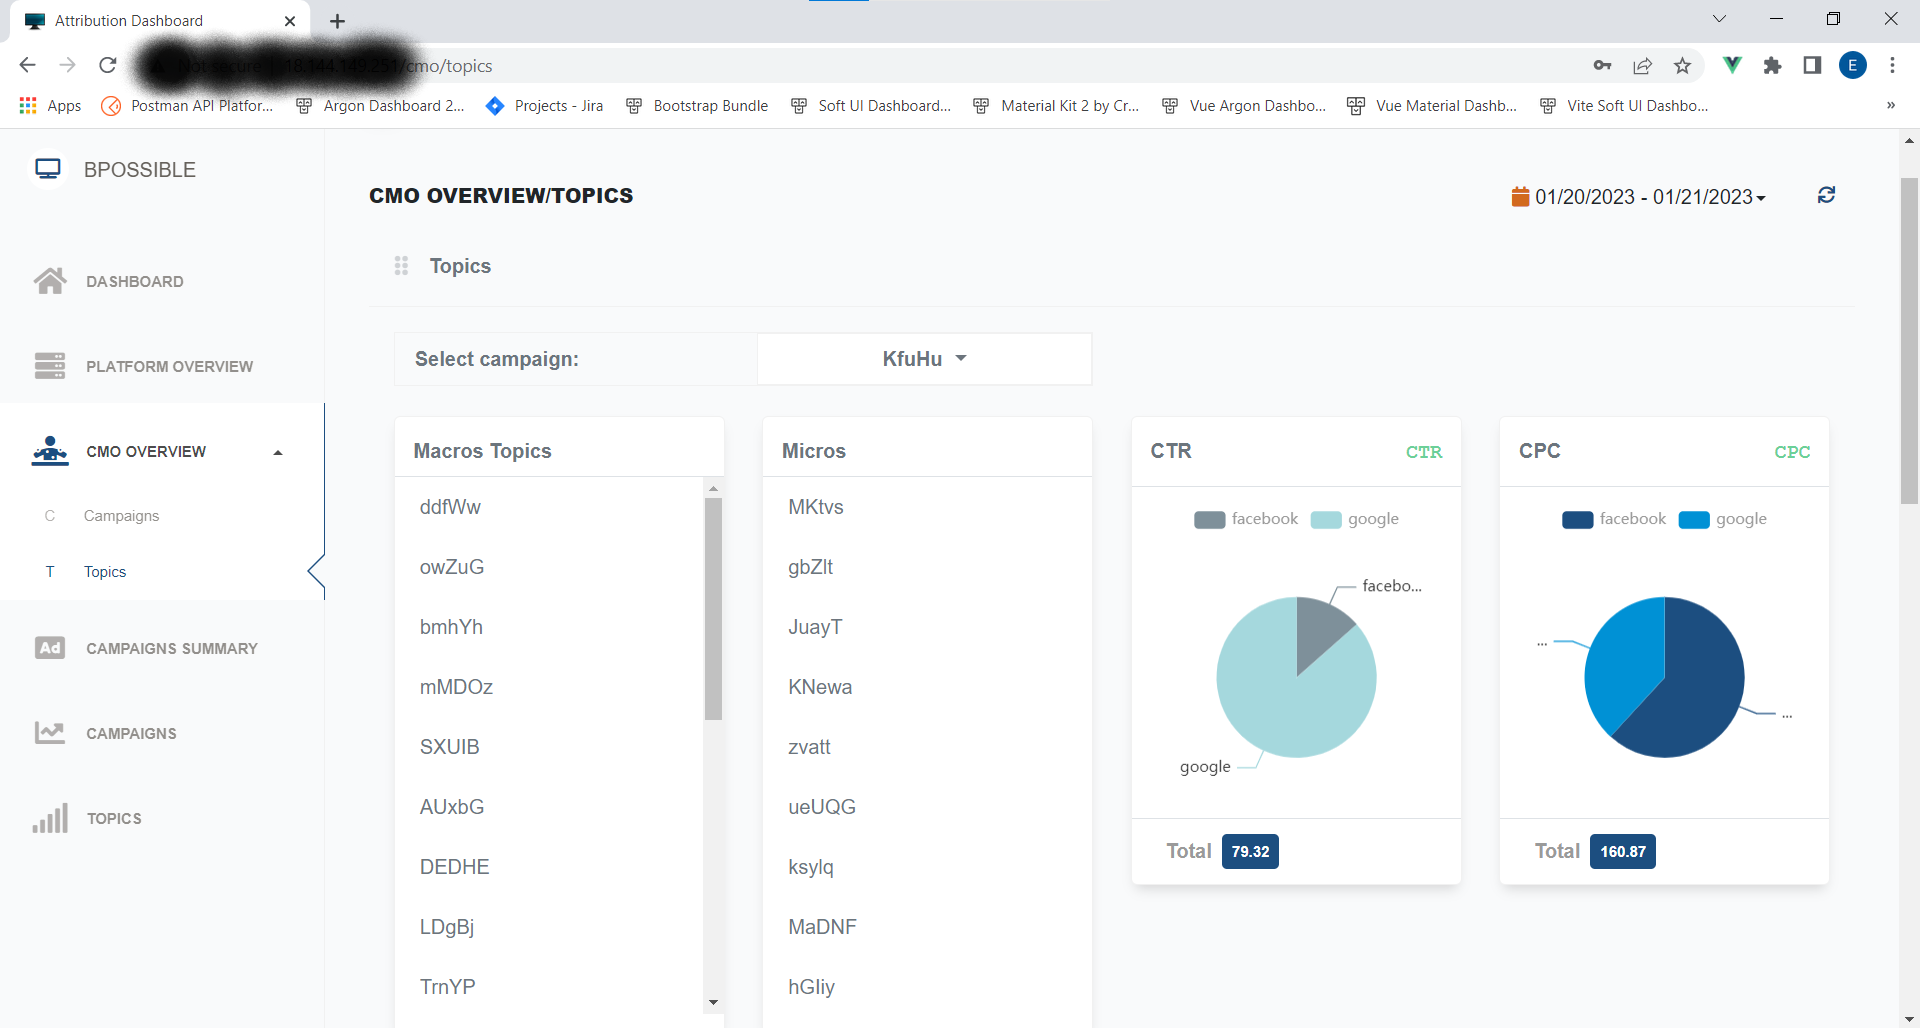 Attribution Dashboard
/cmo/topics
E
Apps
Postman API Platfor...
Argon Dashboard 2...
Projects - Jira
Bootstrap Bundle
Soft UI Dashboard...
Material Kit 2 by Cr...
Vue Argon Dashbo...
Vue Material Dashb...
Vite Soft UI Dashbo...
»
BPOSSIBLE
DASHBOARD
PLATFORM OVERVIEW
CMO OVERVIEW
C Campaigns
T Topics
Ad CAMPAIGNS SUMMARY
CAMPAIGNS
TOPICS
CMO OVERVIEW/TOPICS
01/20/2023 - 01/21/2023
Topics
Select campaign:
KfuHu
Macros Topics
ddfWw
owZuG
bmhYh
mMDOz
SXUIB
AUxbG
DEDHE
LDgBj
TrnYP
Micros
MKtvs
gbZlt
JuayT
KNewa
zvatt
ueUQG
ksylq
MaDNF
hGliy
CTR
CTR
facebook google
facebo...
google
Total 79.32
CPC
CPC
facebook google
...
...
Total 160.87